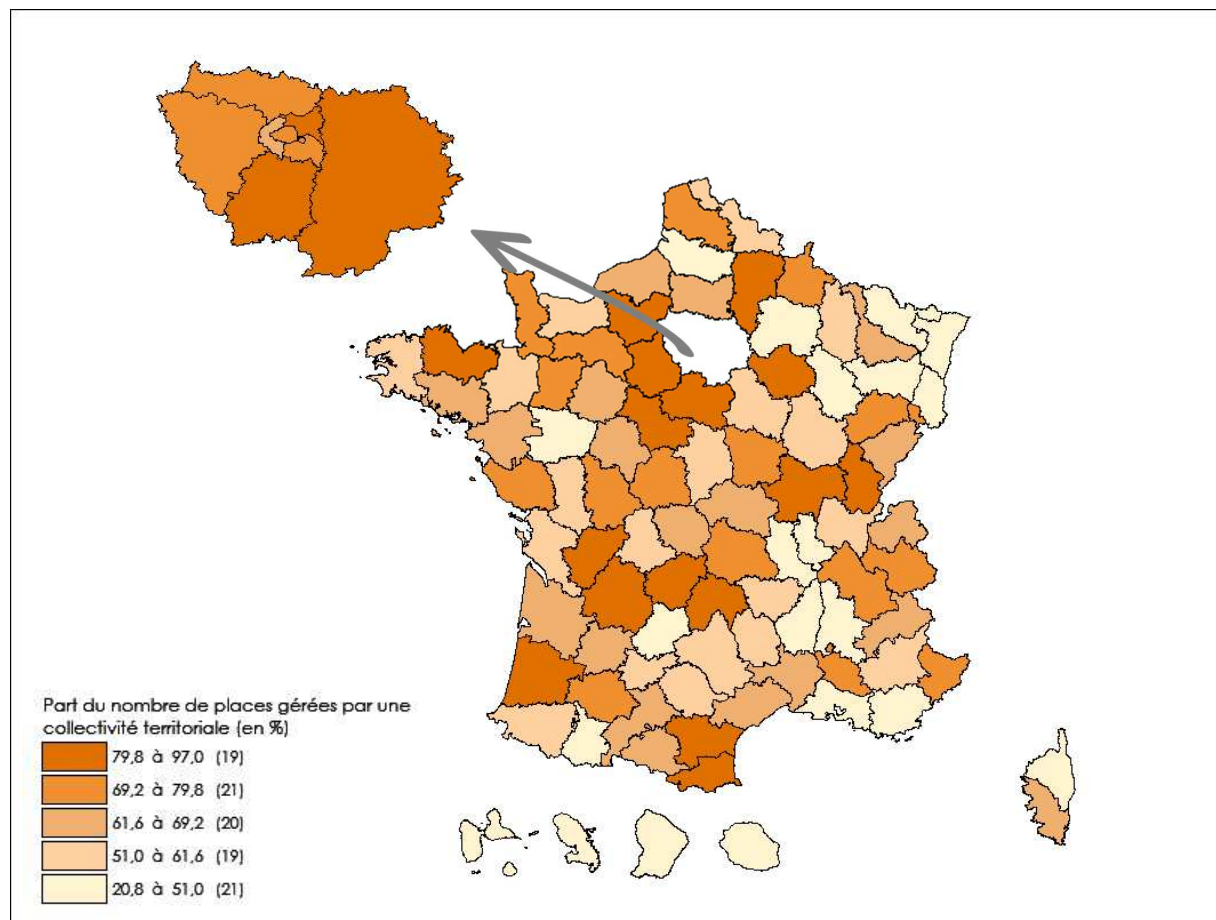 Part du nombre de places gérées par une
collectivité territoriale (en %)
79,8 à 97,0 (19)
69,2 à 79,8 (21)
61,6 à 69,2 (20)
51,0 à 61,6 (19)
20,8 à 51,0 (21)